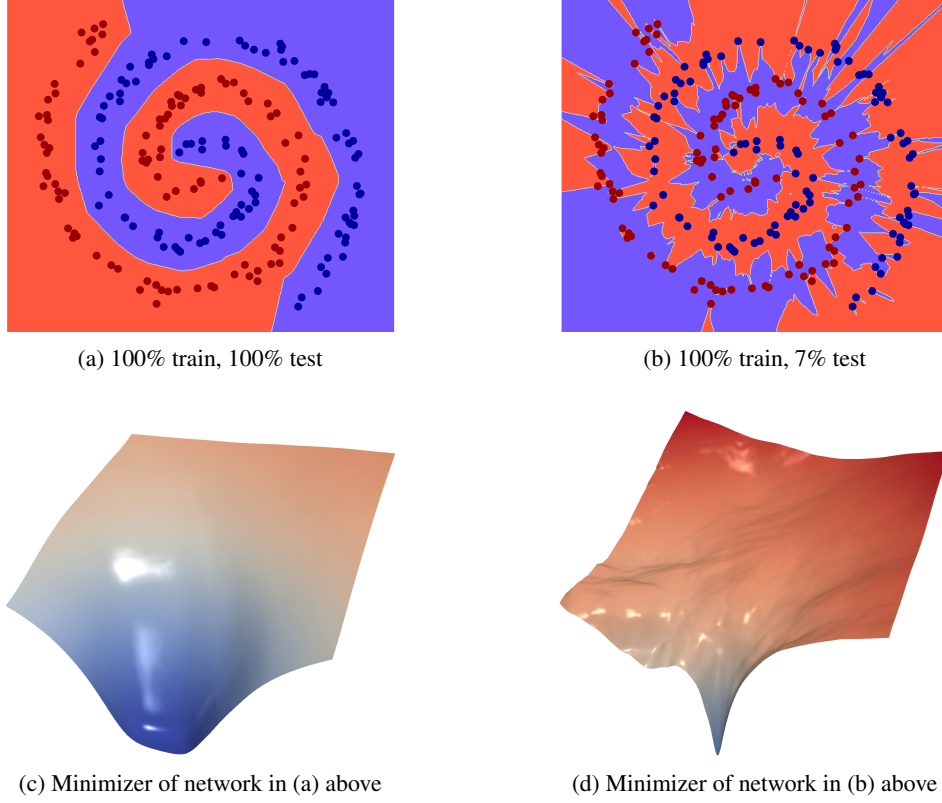 (a) 100% train, 100% test
(b) 100% train, 7% test
(c) Minimizer of network in (a) above
(d) Minimizer of network in (b) above